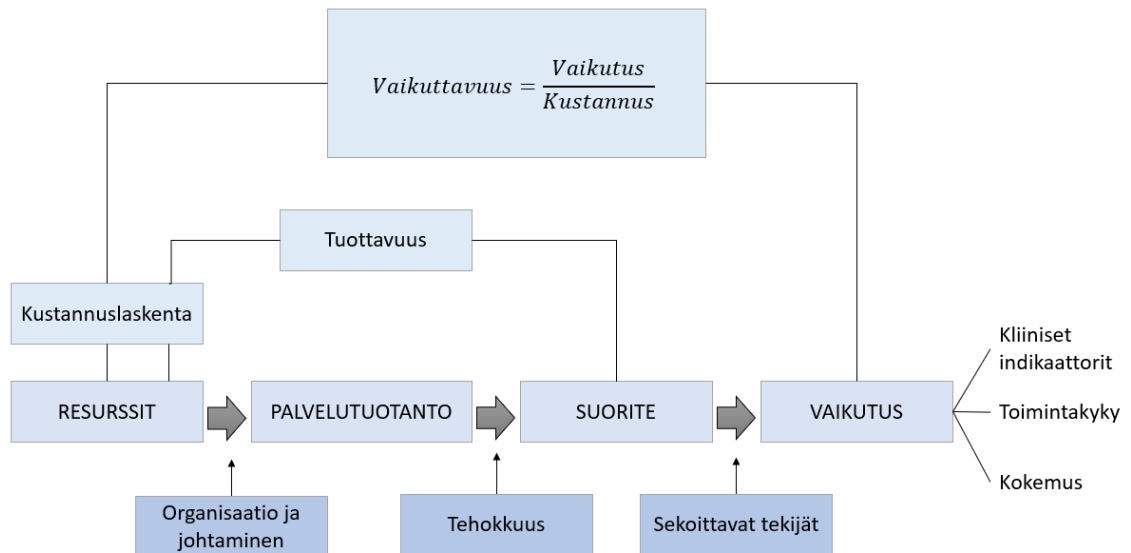 Vaikuttavuus = Vaikutus / Kustannus
Tuottavuus
Kustannuslaskenta
RESURSSIT
PALVELUTUOTANTO
SUORITE
VAIKUTUS
Kliiniset
indikaattorit
Toimintakyky
Kokemus
Organisaatio ja
johtaminen
Tehokkuus
Sekoittavat tekijät